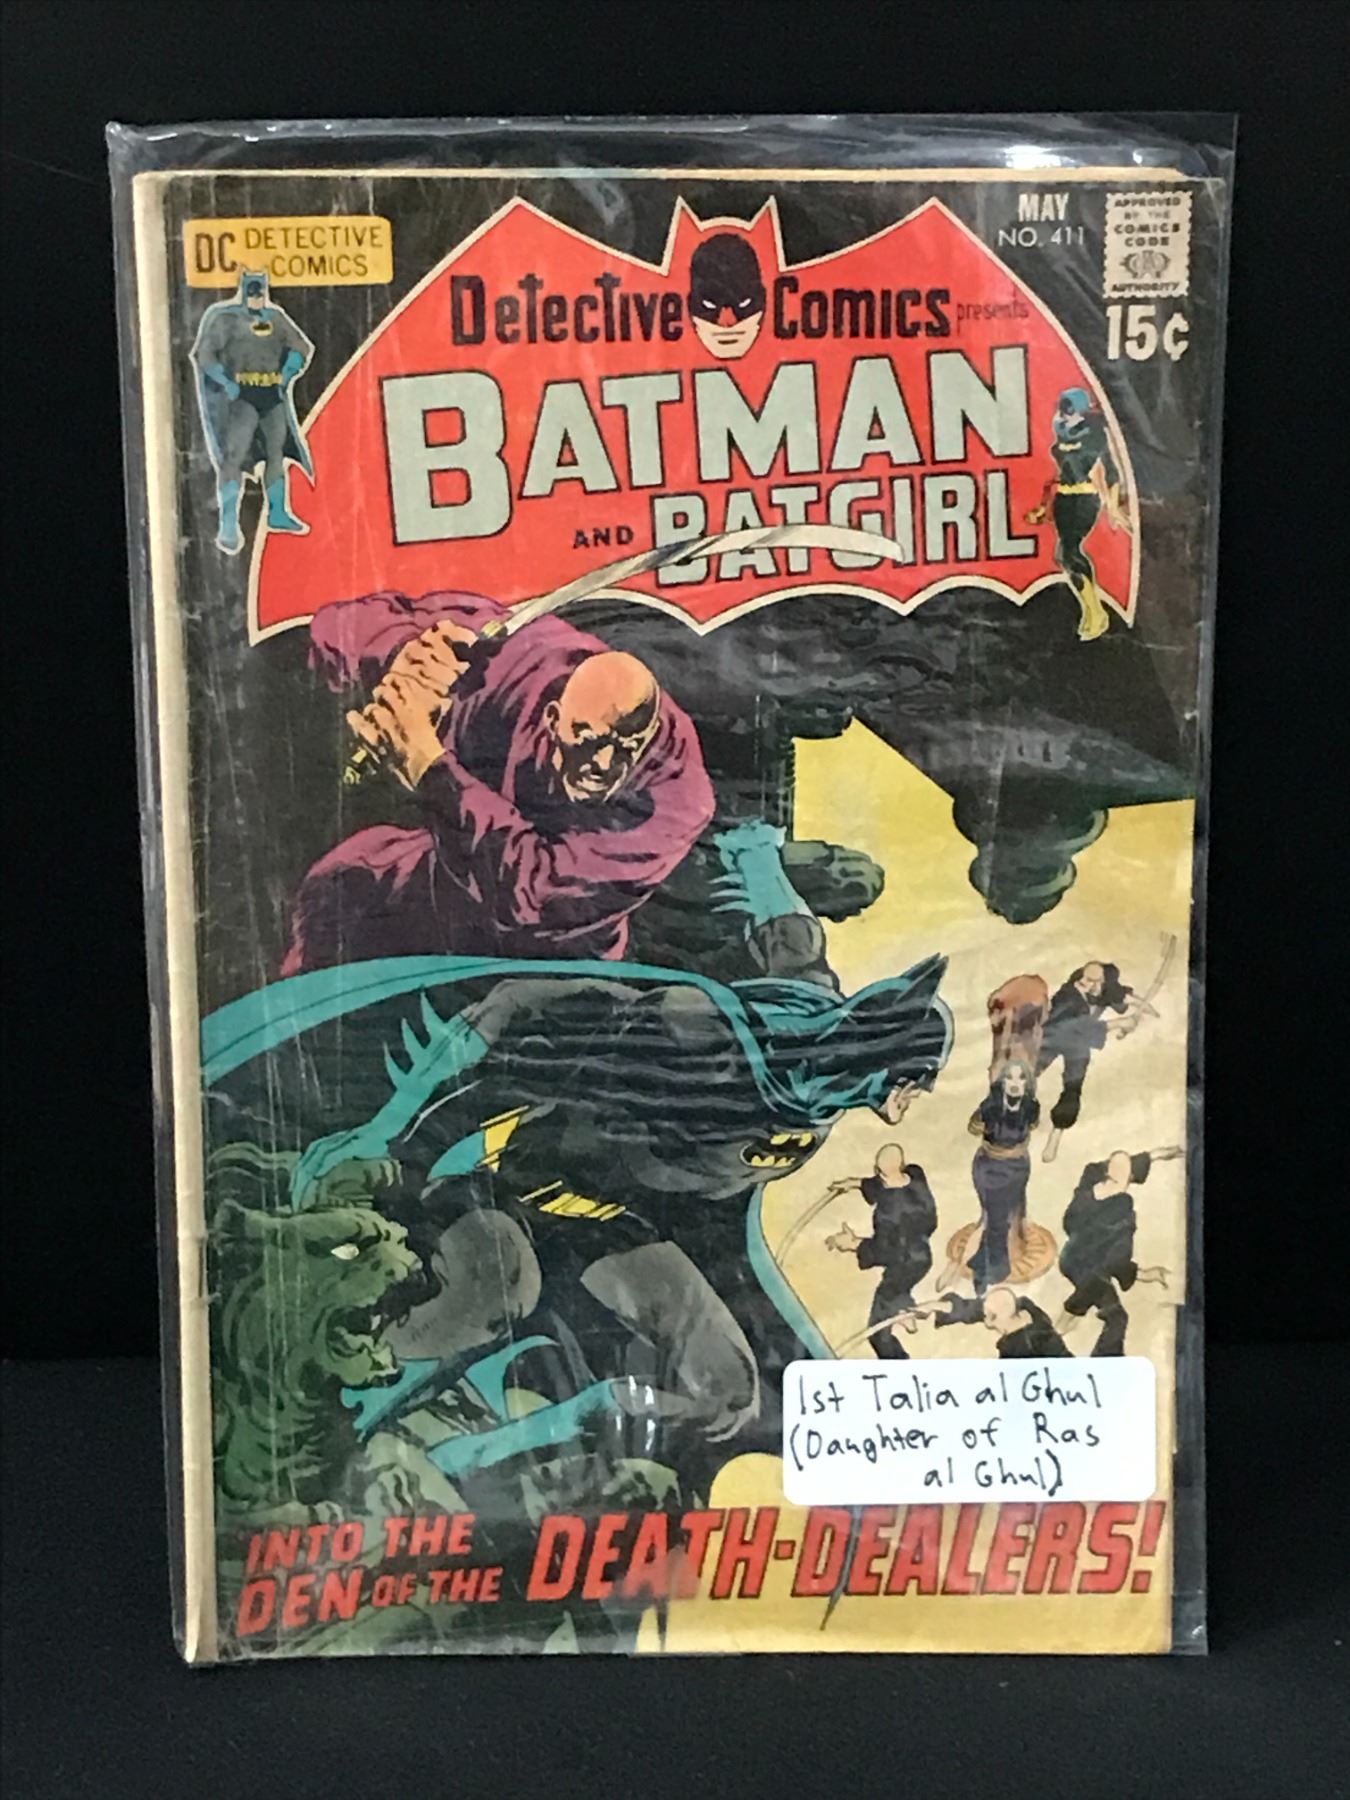 DC DETECTIVE
COMICS
MAY
NO. 411
APPROVED
BY THE
COMICS
CODE
AUTHORITY
15¢
Detective Comics presents
BATMAN
AND BATGIRL
1st Talia al Ghul
(Daughter of Ras
al Ghul)
"INTO THE
DEN OF THE DEATH-DEALERS!